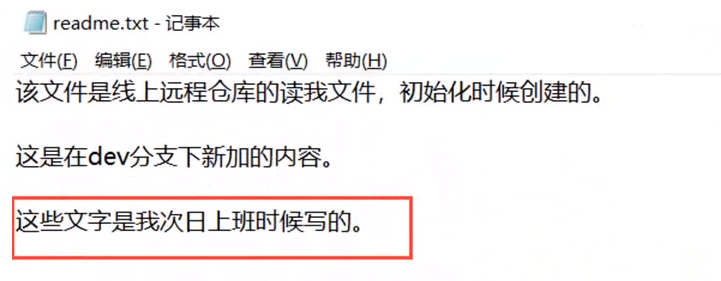 readme.txt - 记事本
文件(F) 编辑(E) 格式(O) 查看(V) 帮助(H)
该文件是线上远程仓库的读我文件，初始化时候创建的。
这是在dev分支下新加的内容。
这些文字是我次日上班时候写的。